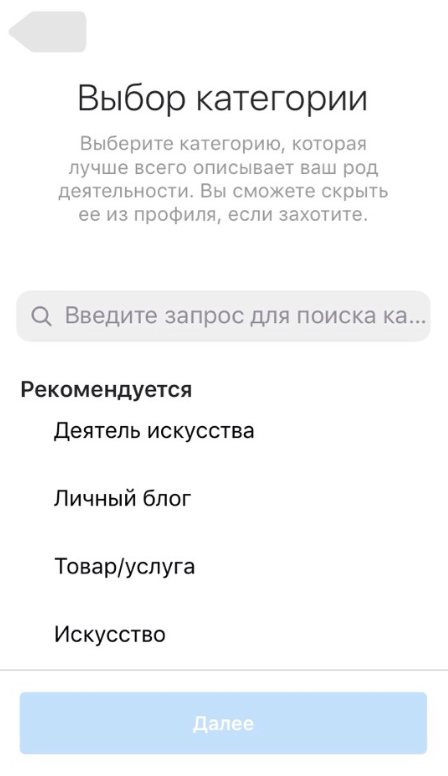 Выбор категории
Выберите категорию, которая
лучше всего описывает ваш род
деятельности. Вы сможете скрыть
ее из профиля, если захотите.
Введите запрос для поиска ка...
Рекомендуется
Деятель искусства
Личный блог
Товар/услуга
Искусство
Далее